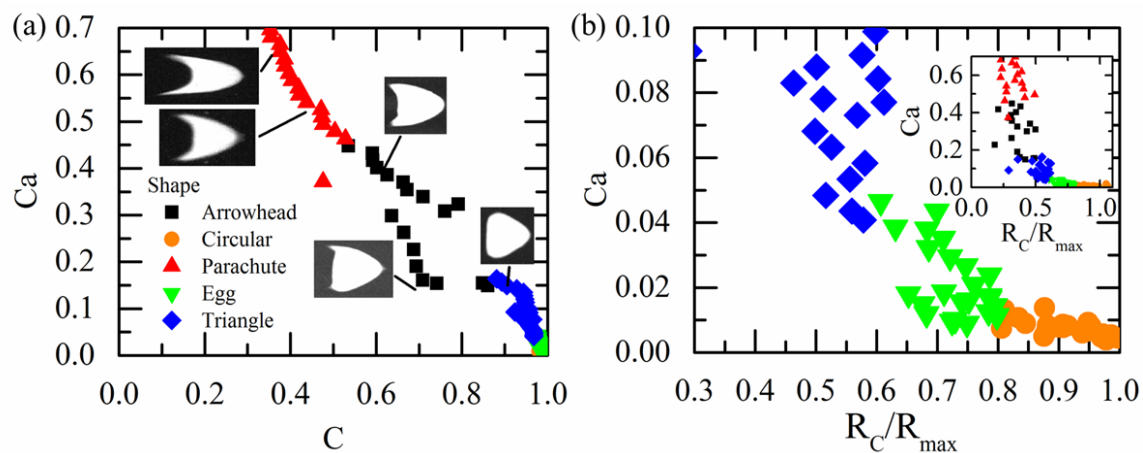 (a)
0.7
0.6
0.5
0.4
0.3
0.2
0.1
0.0
Ca
Shape
Arrowhead
Circular
Parachute
Egg
Triangle
0.0 0.2 0.4 0.6 0.8 1.0
C
(b)
0.10
0.08
0.06
0.04
0.02
0.00
Ca
0.3 0.4 0.5 0.6 0.7 0.8 0.9 1.0
R_C/R_max
0.6
0.4
0.2
0.0
Ca
0.0 0.5 1.0
R_C/R_max